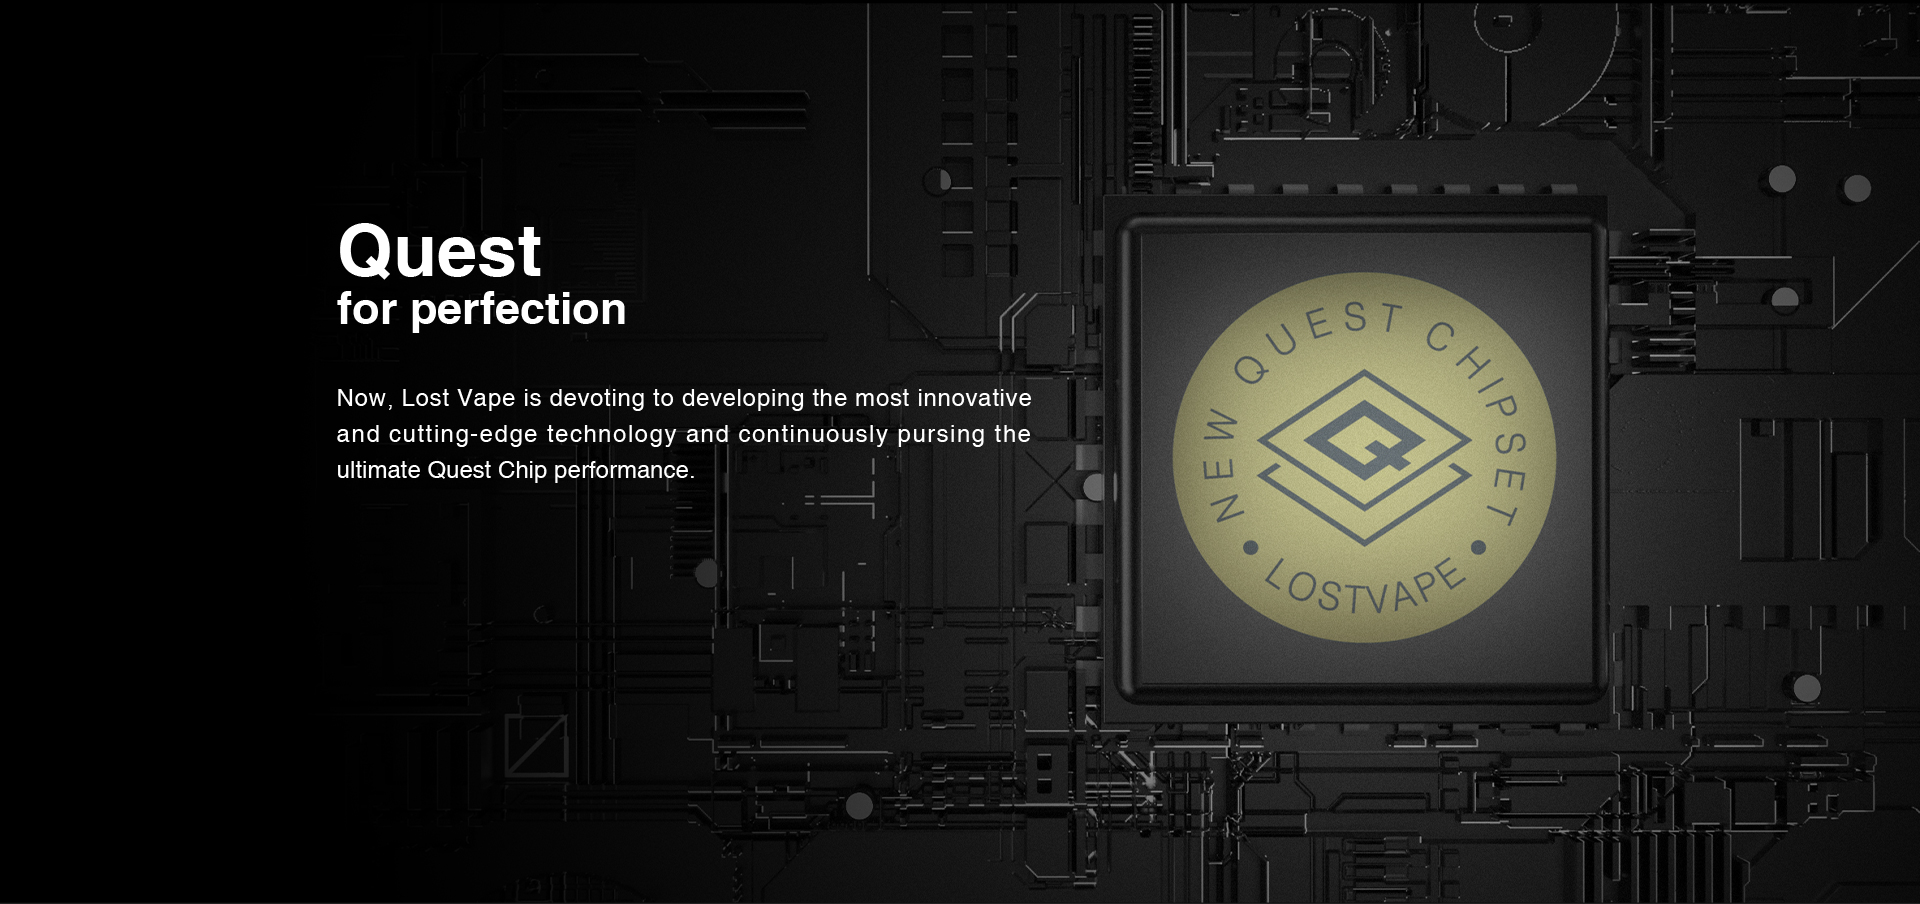 Quest
for perfection
Now, Lost Vape is devoting to developing the most innovative
and cutting-edge technology and continuously pursing the
ultimate Quest Chip performance.
NEW QUEST CHIPSET
Q
• LOSTVAPE •